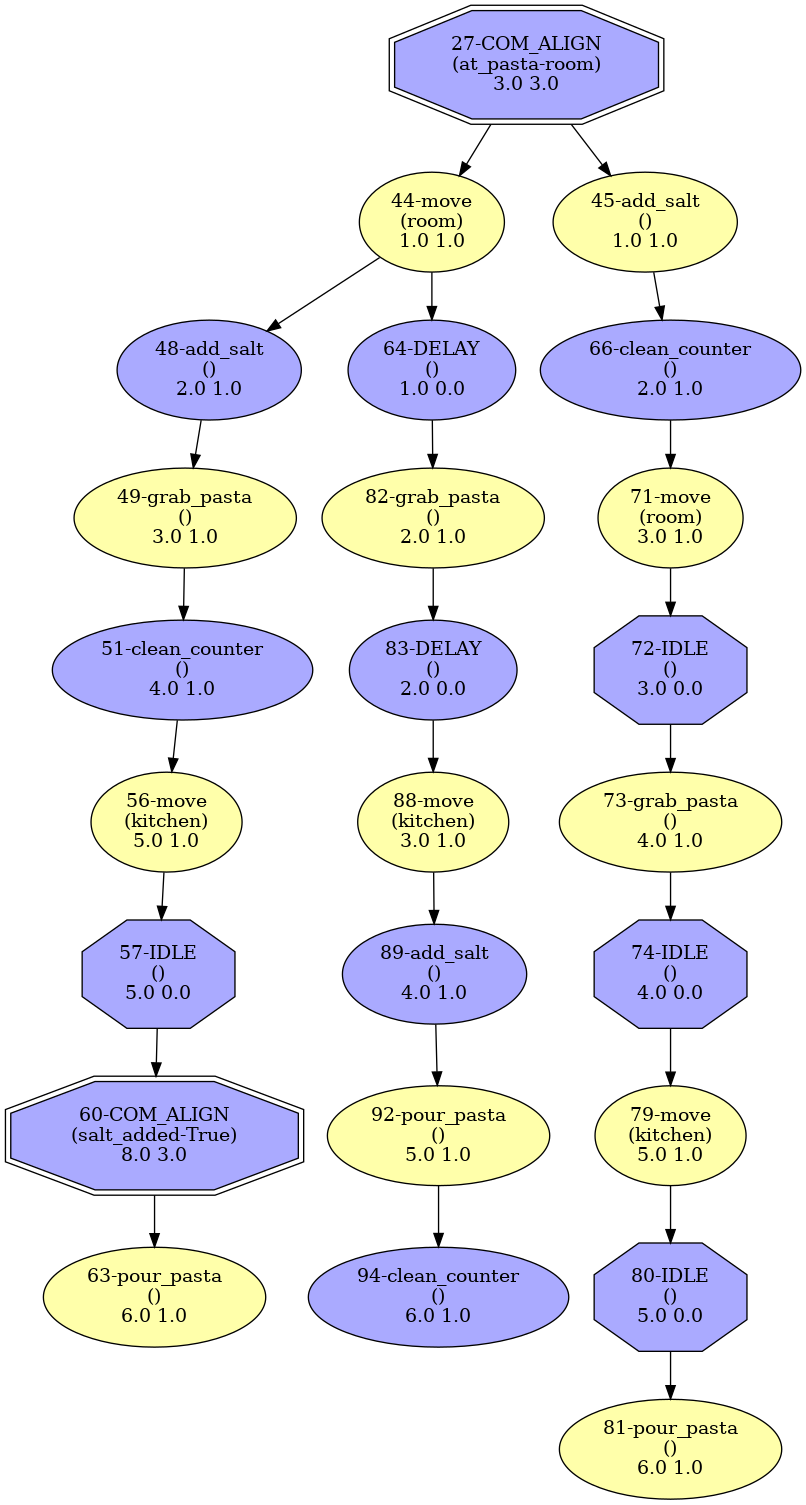 27-COM_ALIGN
(at_pasta-room)
3.0 3.0
44-move
(room)
1.0 1.0
45-add_salt
()
1.0 1.0
48-add_salt
()
2.0 1.0
64-DELAY
()
1.0 0.0
66-clean_counter
()
2.0 1.0
49-grab_pasta
()
3.0 1.0
82-grab_pasta
()
2.0 1.0
71-move
(room)
3.0 1.0
51-clean_counter
()
4.0 1.0
83-DELAY
()
2.0 0.0
72-IDLE
()
3.0 0.0
56-move
(kitchen)
5.0 1.0
88-move
(kitchen)
3.0 1.0
73-grab_pasta
()
4.0 1.0
57-IDLE
()
5.0 0.0
89-add_salt
()
4.0 1.0
74-IDLE
()
4.0 0.0
60-COM_ALIGN
(salt_added-True)
8.0 3.0
92-pour_pasta
()
5.0 1.0
79-move
(kitchen)
5.0 1.0
63-pour_pasta
()
6.0 1.0
94-clean_counter
()
6.0 1.0
80-IDLE
()
5.0 0.0
81-pour_pasta
()
6.0 1.0